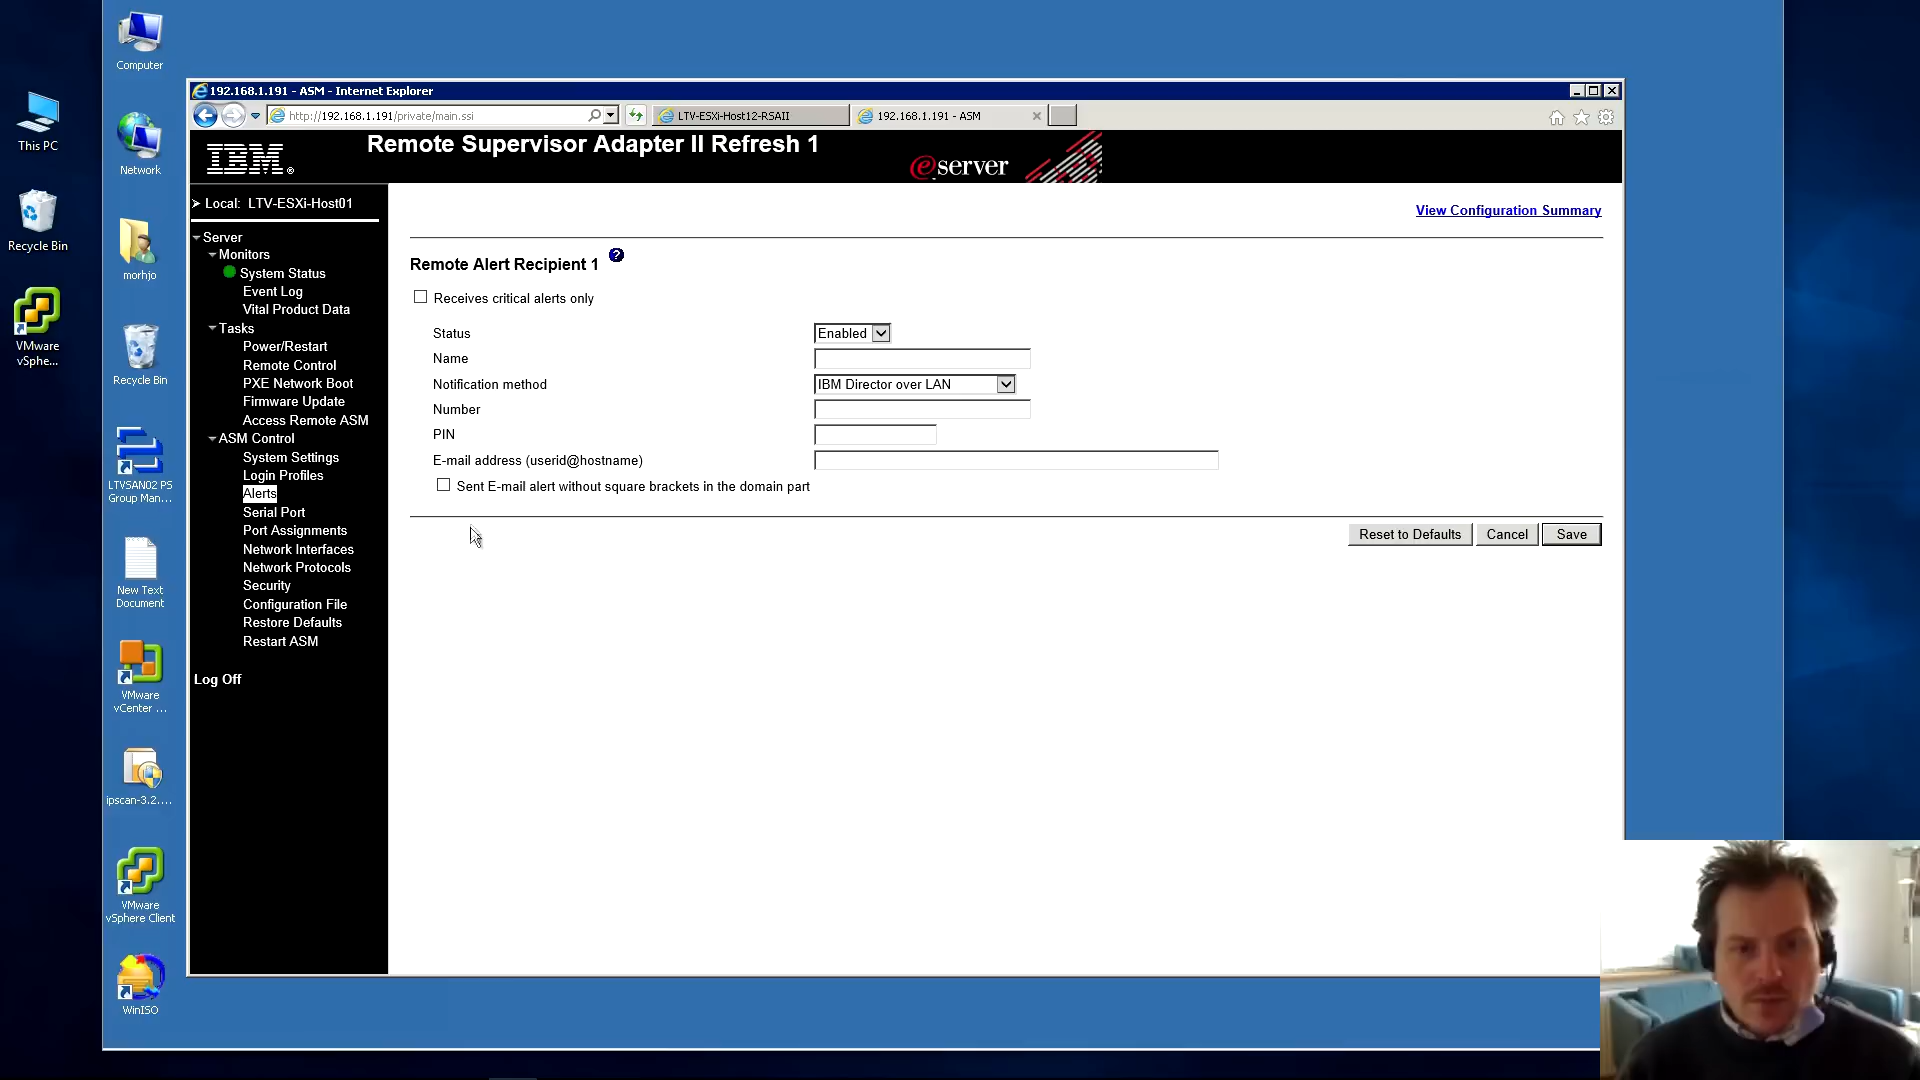 Computer
This PC
Network
Recycle Bin
morhjo
VMware
vSphe...
Recycle Bin
LTVSAN02 PS
Group Man...
New Text
Document
VMware
vCenter ...
ipscan-3.2....
VMware
vSphere Client
WinISO
192.168.1.191 - ASM - Internet Explorer
http://192.168.1.191/private/main.ssi
LTV-ESXi-Host12-RSAII
192.168.1.191 - ASM
IBM®
Remote Supervisor Adapter II Refresh 1
eserver
Local: LTV-ESXi-Host01
Server
Monitors
System Status
Event Log
Vital Product Data
Tasks
Power/Restart
Remote Control
PXE Network Boot
Firmware Update
Access Remote ASM
ASM Control
System Settings
Login Profiles
Alerts
Serial Port
Port Assignments
Network Interfaces
Network Protocols
Security
Configuration File
Restore Defaults
Restart ASM
Log Off
View Configuration Summary
Remote Alert Recipient 1 ?
Receives critical alerts only
Status Enabled
Name
Notification method IBM Director over LAN
Number
PIN
E-mail address (userid@hostname)
Sent E-mail alert without square brackets in the domain part
Reset to Defaults Cancel Save